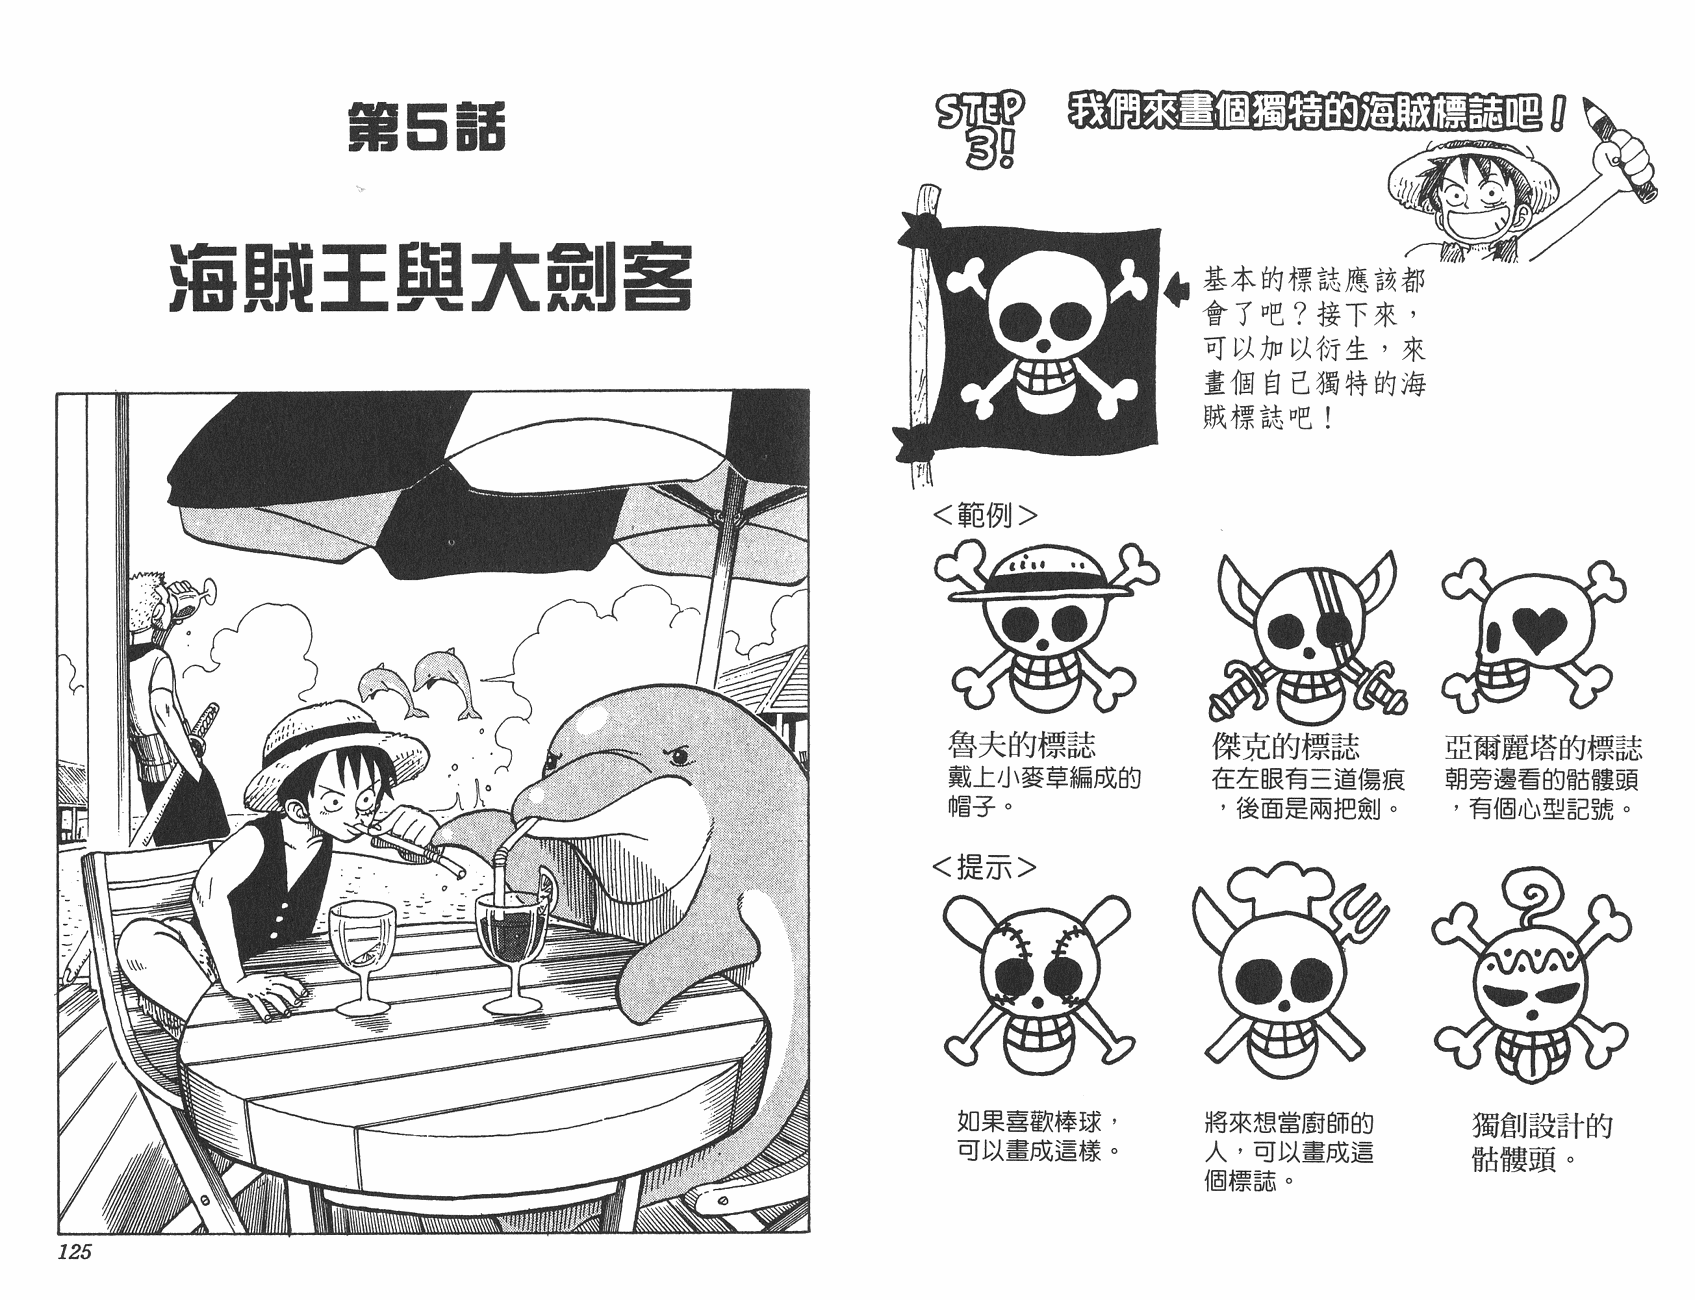 STEP
3!
我們來畫個獨特的海賊標誌吧！
基本的標誌應該都
會了吧？接下來，
可以加以衍生，來
畫個自己獨特的海
賊標誌吧！
＜範例＞
魯夫的標誌
戴上小麥草編成的
帽子。
傑克的標誌
在左眼有三道傷痕
，後面是兩把劍。
亞爾麗塔的標誌
朝旁邊看的骷髏頭
，有個心型記號。
＜提示＞
如果喜歡棒球，
可以畫成這樣。
將來想當廚師的
人，可以畫成這
個標誌。
獨創設計的
骷髏頭。
第5話
海賊王與大劍客
125